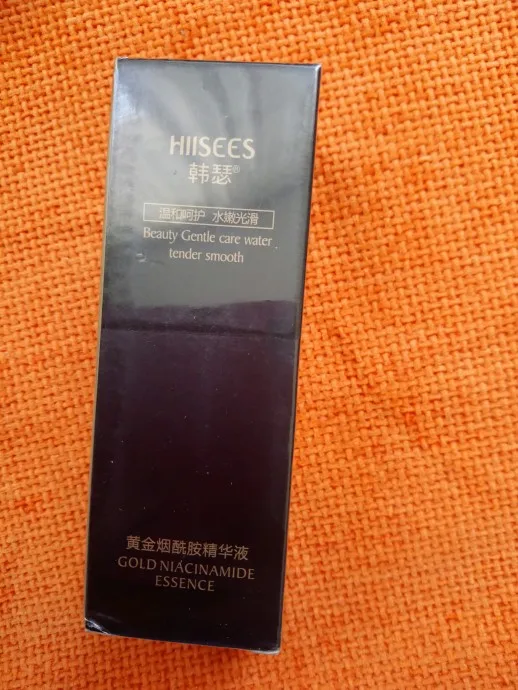 HIISEES
韩瑟®
温和呵护 水嫩光滑
Beauty Gentle care water
tender smooth
黄金烟酰胺精华液
GOLD NIACINAMIDE
ESSENCE